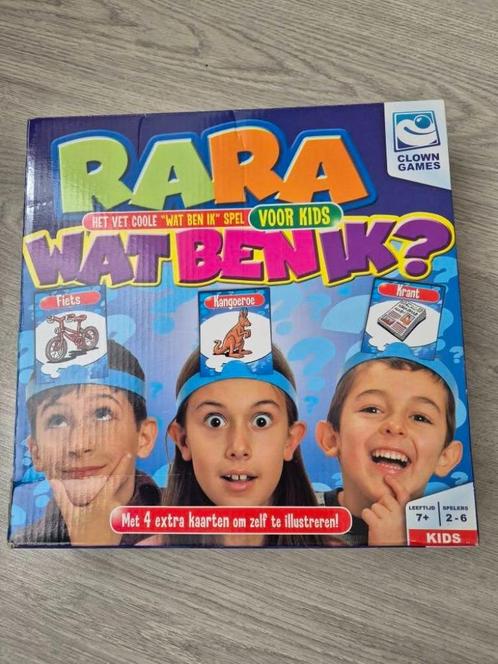 RARA
CLOWN
GAMES
HET VET COOLE "WAT BEN IK" SPEL VOOR KIDS
WAT BEN IK?
Fiets
Kangoeroe
Krant
Met 4 extra kaarten om zelf te illustreren!
LEEFTIJD
7+
SPELERS
2-6
KIDS